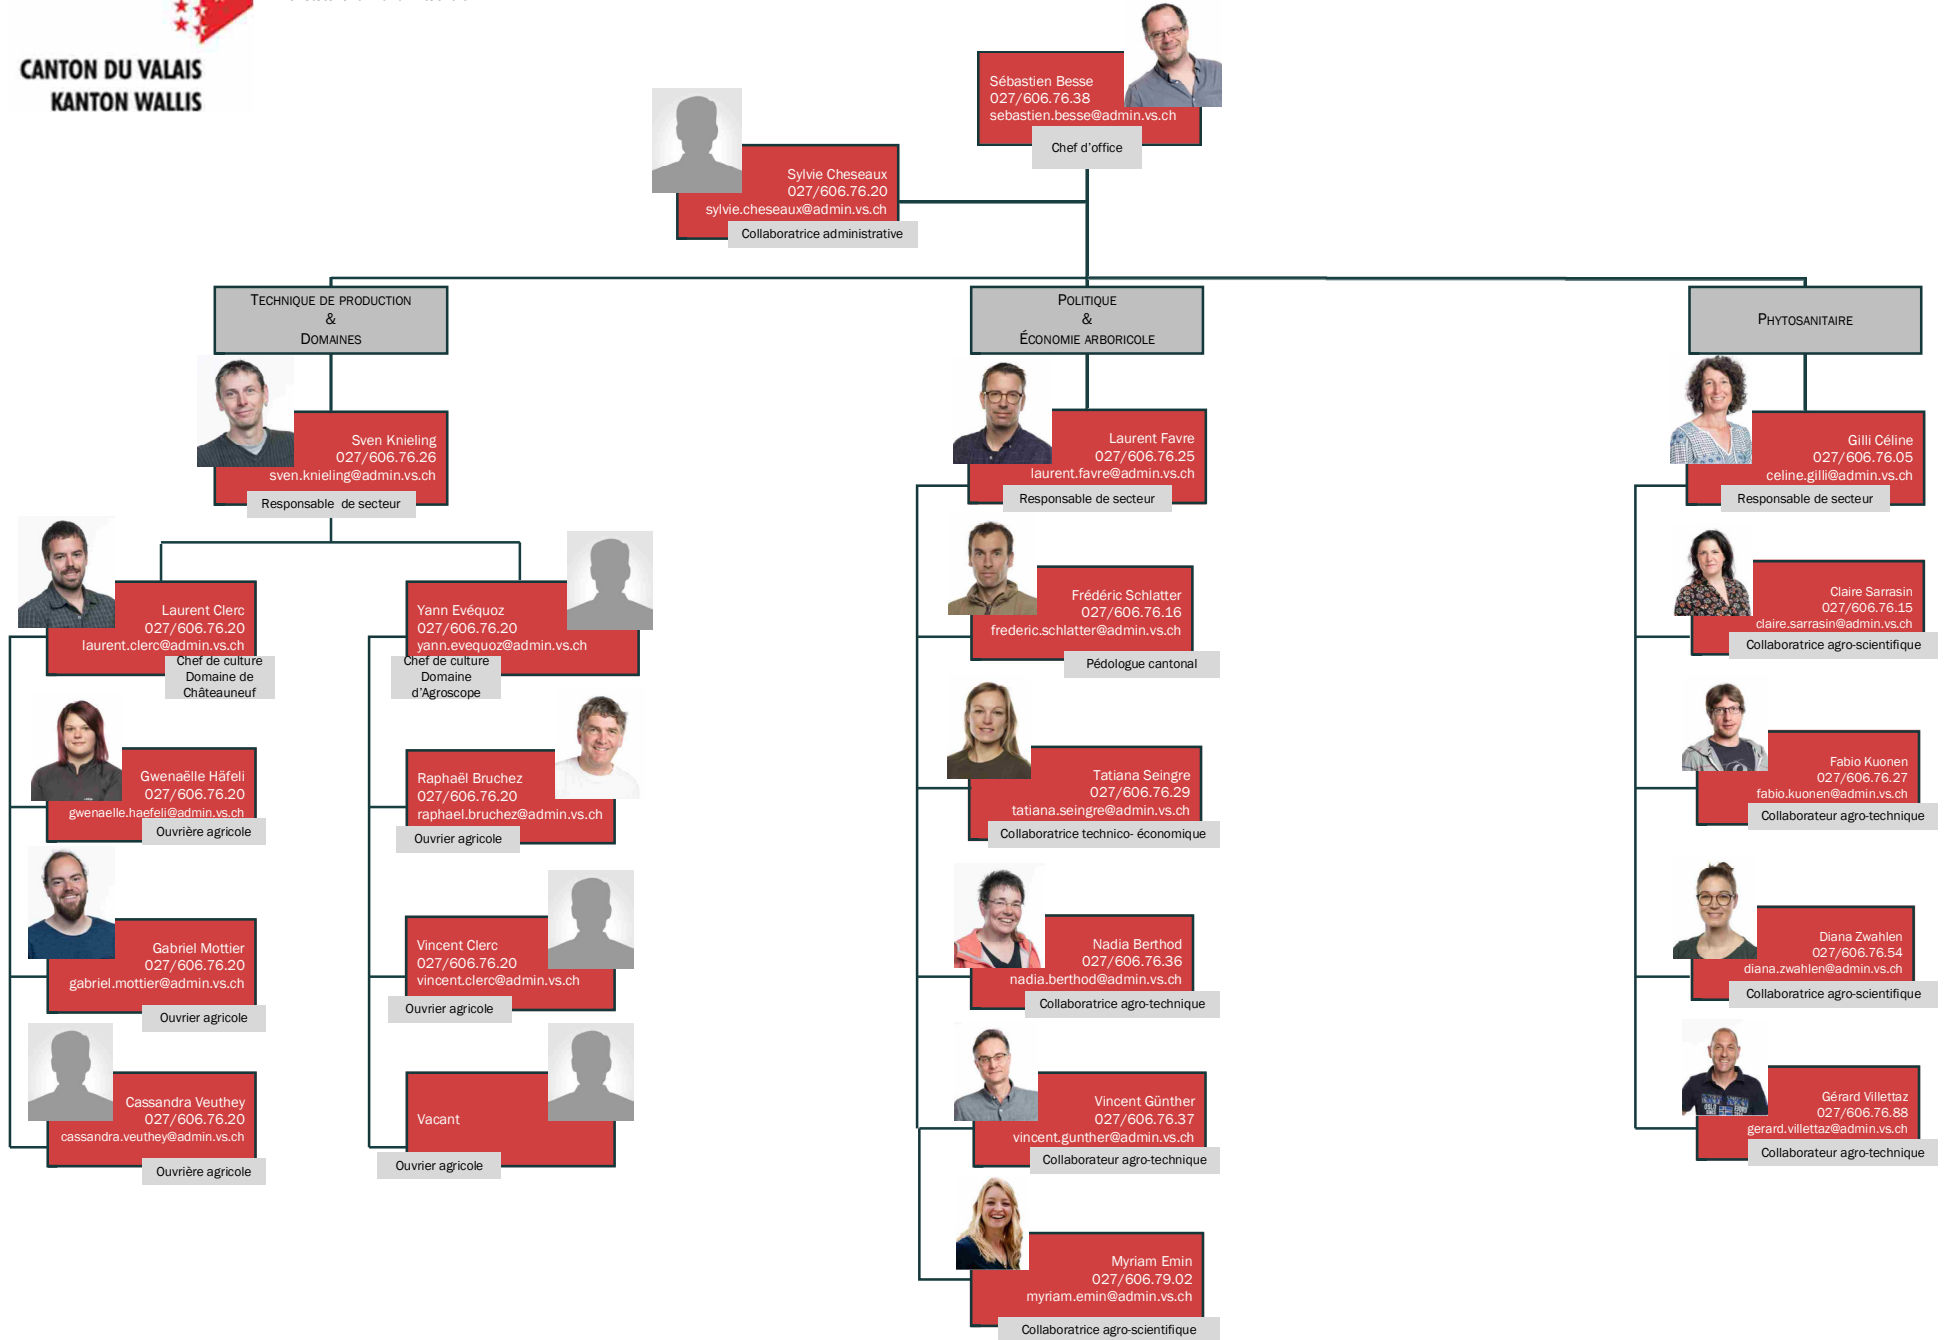 CANTON DU VALAIS
KANTON WALLIS
Sébastien Besse
027/606.76.38
sebastien.besse@admin.vs.ch
Chef d'office
Sylvie Cheseaux
027/606.76.20
sylvie.cheseaux@admin.vs.ch
Collaboratrice administrative
TECHNIQUE DE PRODUCTION
&
DOMAINES
Sven Knieling
027/606.76.26
sven.knieling@admin.vs.ch
Responsable de secteur
Laurent Clerc
027/606.76.20
laurent.clerc@admin.vs.ch
Chef de culture
Domaine de
Châteauneuf
Gwenaëlle Häfeli
027/606.76.20
gwenaelle.haefeli@admin.vs.ch
Ouvrière agricole
Gabriel Mottier
027/606.76.20
gabriel.mottier@admin.vs.ch
Ouvrier agricole
Cassandra Veuthey
027/606.76.20
cassandra.veuthey@admin.vs.ch
Ouvrière agricole
Yann Evéquoz
027/606.76.20
yann.evequoz@admin.vs.ch
Chef de culture
Domaine
d'Agroscope
Raphaël Bruchez
027/606.76.20
raphael.bruchez@admin.vs.ch
Ouvrier agricole
Vincent Clerc
027/606.76.20
vincent.clerc@admin.vs.ch
Ouvrier agricole
Vacant
Ouvrier agricole
POLITIQUE
&
ÉCONOMIE ARBORICOLE
Laurent Favre
027/606.76.25
laurent.favre@admin.vs.ch
Responsable de secteur
Frédéric Schlatter
027/606.76.16
frederic.schlatter@admin.vs.ch
Pédologue cantonal
Tatiana Seingre
027/606.76.29
tatiana.seingre@admin.vs.ch
Collaboratrice technico- économique
Nadia Berthod
027/606.76.36
nadia.berthod@admin.vs.ch
Collaboratrice agro-technique
Vincent Günther
027/606.76.37
vincent.gunther@admin.vs.ch
Collaborateur agro-technique
Myriam Emin
027/606.79.02
myriam.emin@admin.vs.ch
Collaboratrice agro-scientifique
PHYTOSANITAIRE
Gilli Céline
027/606.76.05
celine.gilli@admin.vs.ch
Responsable de secteur
Claire Sarrasin
027/606.76.15
claire.sarrasin@admin.vs.ch
Collaboratrice agro-scientifique
Fabio Kuonen
027/606.76.27
fabio.kuonen@admin.vs.ch
Collaborateur agro-technique
Diana Zwahlen
027/606.76.54
diana.zwahlen@admin.vs.ch
Collaboratrice agro-scientifique
Gérard Villettaz
027/606.76.88
gerard.villettaz@admin.vs.ch
Collaborateur agro-technique